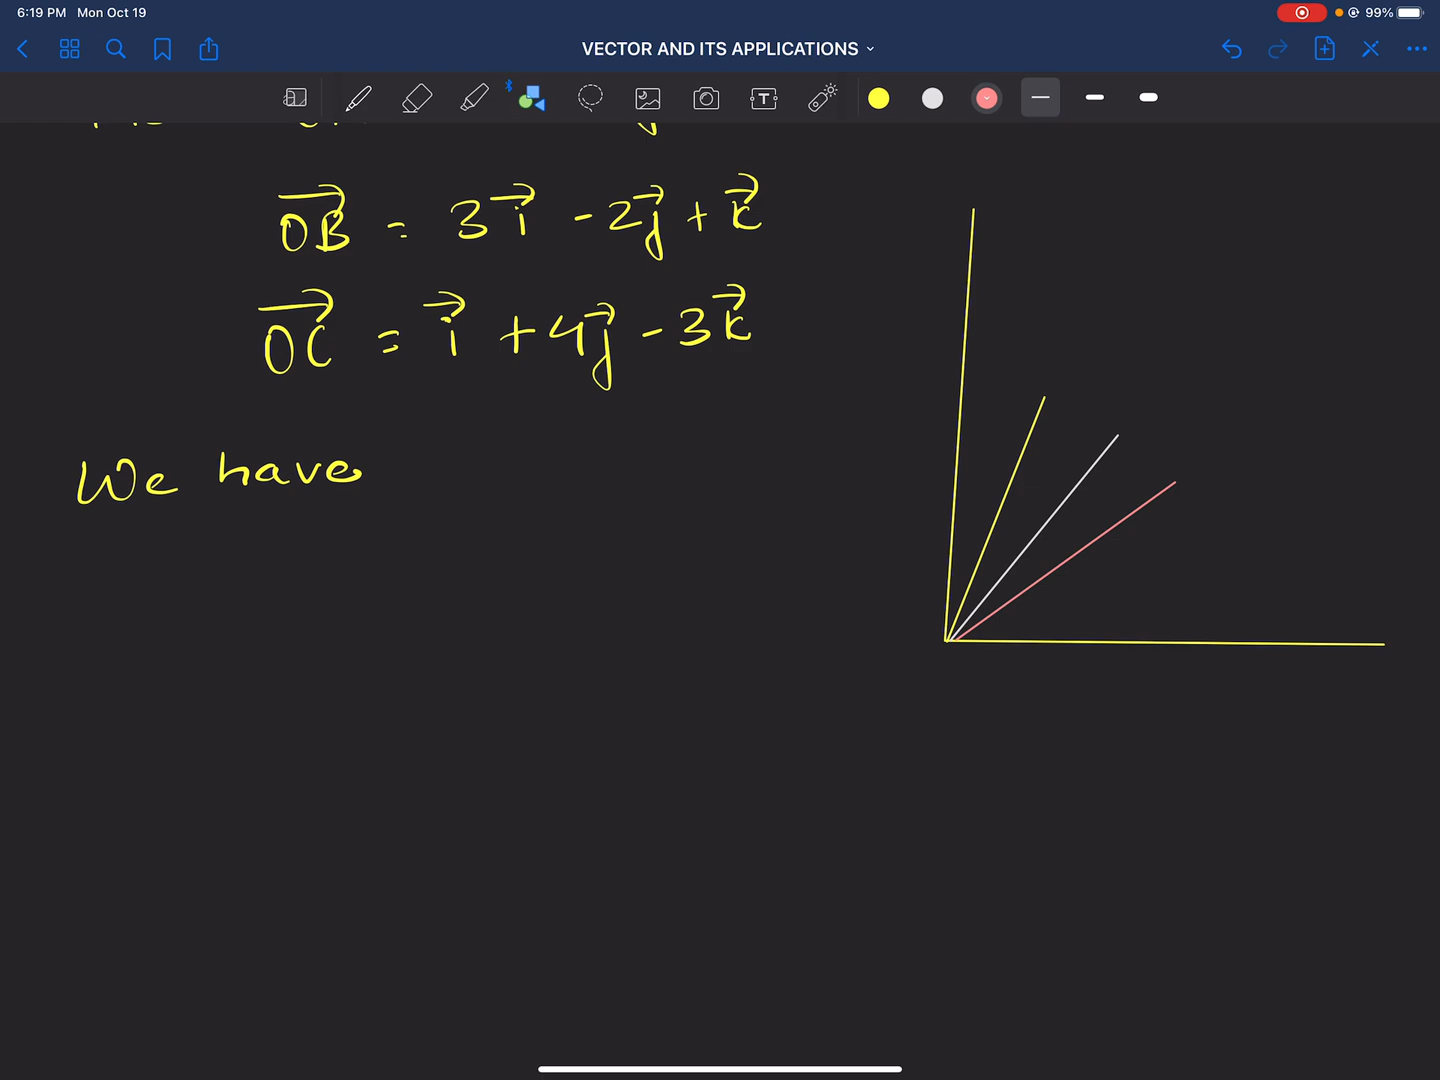 6:19 PM Mon Oct 19
99%
VECTOR AND ITS APPLICATIONS
T
OB⃗ = 3i⃗ - 2j⃗ + k⃗
OC⃗ = i⃗ + 4j⃗ - 3k⃗
We have